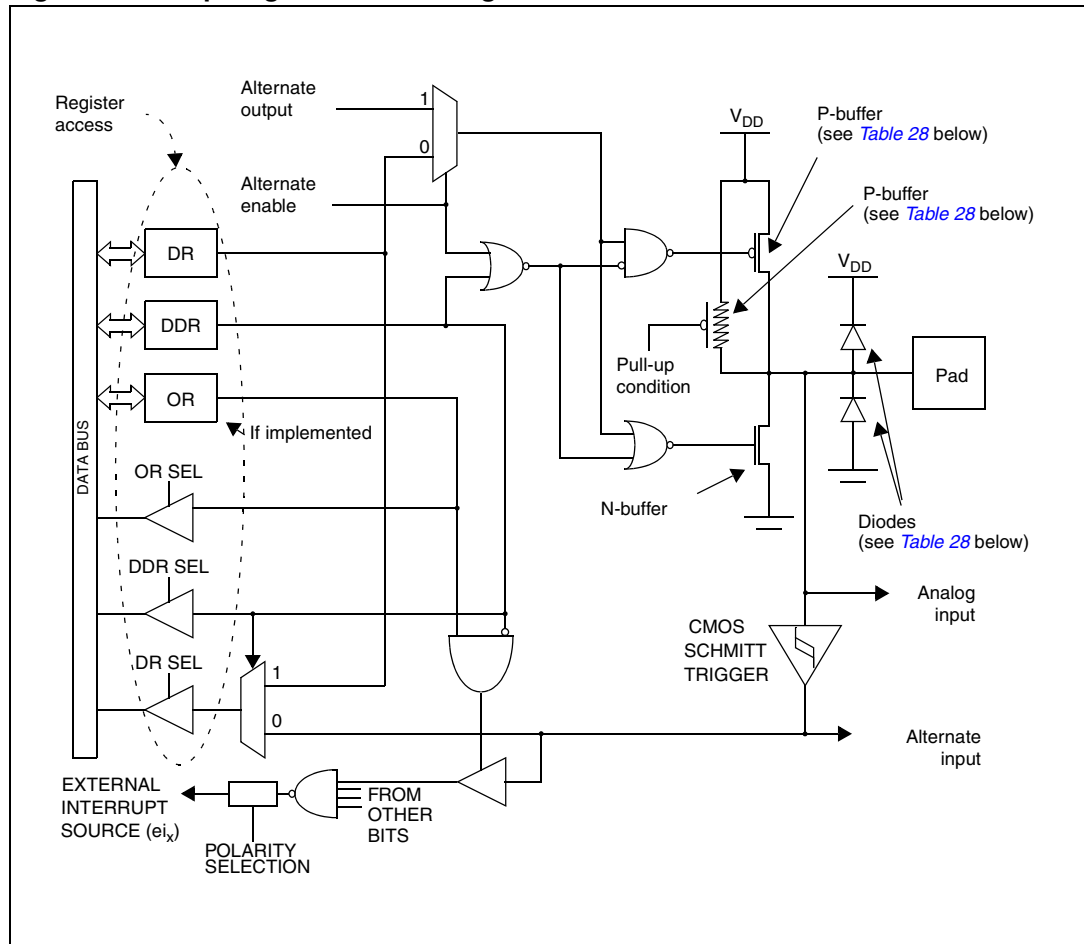 Alternate
output
1
0
Register
access
Alternate
enable
VDD
P-buffer
(see Table 28 below)
P-buffer
(see Table 28 below)
DR
DDR
OR
If implemented
DATA BUS
Pull-up
condition
VDD
Pad
N-buffer
Diodes
(see Table 28 below)
OR SEL
DDR SEL
DR SEL
1
0
CMOS
SCHMITT
TRIGGER
Analog
input
Alternate
input
EXTERNAL
INTERRUPT
SOURCE (eix)
POLARITY
SELECTION
FROM
OTHER
BITS